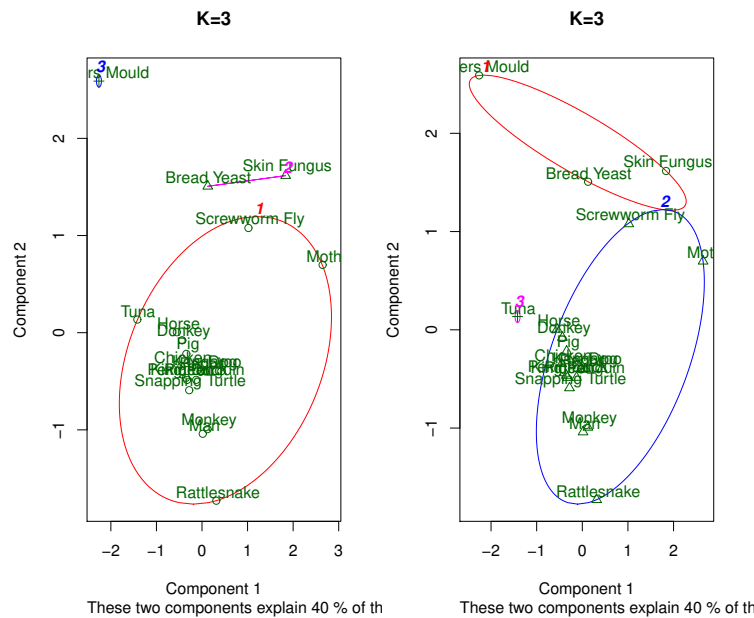 K=3
3
ers Mould
Skin Fungus
2
Bread Yeast
1
Screwworm Fly
Moth
Tuna
Horse
Donkey
Pig
Chicken
Snapping Turtle
Monkey
Man
Rattlesnake
Component 2
2
1
0
−1
−2
−1
0
1
2
3
Component 1
These two components explain 40 % of th
K=3
1
ers Mould
Skin Fungus
Bread Yeast
2
Screwworm Fly
Mot
3
Tuna
Horse
Donkey
Pig
Chicken
Snapping Turtle
Monkey
Man
Rattlesnake
Component 2
2
1
0
−1
−2
−1
0
1
2
Component 1
These two components explain 40 % of the